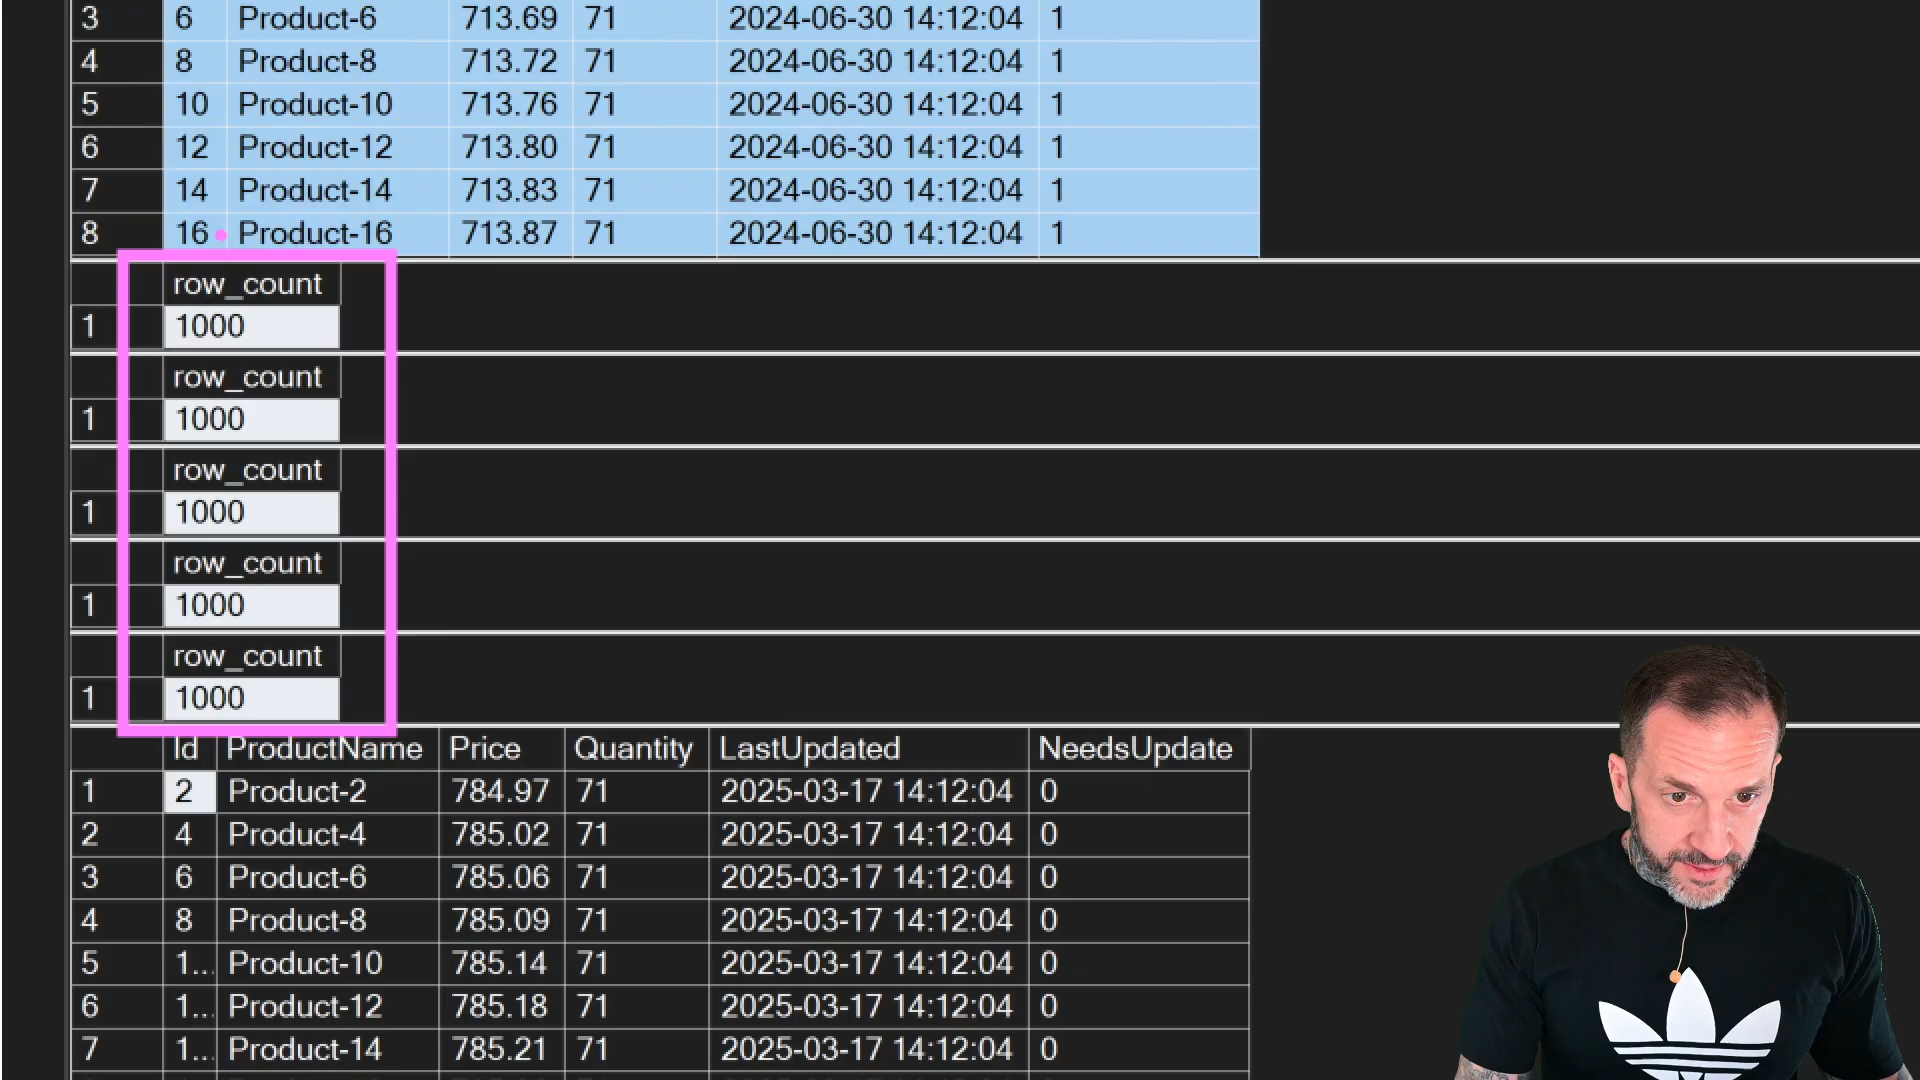 3 6 Product-6 713.69 71 2024-06-30 14:12:04 1
4 8 Product-8 713.72 71 2024-06-30 14:12:04 1
5 10 Product-10 713.76 71 2024-06-30 14:12:04 1
6 12 Product-12 713.80 71 2024-06-30 14:12:04 1
7 14 Product-14 713.83 71 2024-06-30 14:12:04 1
8 16 Product-16 713.87 71 2024-06-30 14:12:04 1
row_count
1 1000
row_count
1 1000
row_count
1 1000
row_count
1 1000
row_count
1 1000
Id ProductName Price Quantity LastUpdated NeedsUpdate
1 2 Product-2 784.97 71 2025-03-17 14:12:04 0
2 4 Product-4 785.02 71 2025-03-17 14:12:04 0
3 6 Product-6 785.06 71 2025-03-17 14:12:04 0
4 8 Product-8 785.09 71 2025-03-17 14:12:04 0
5 1... Product-10 785.14 71 2025-03-17 14:12:04 0
6 1... Product-12 785.18 71 2025-03-17 14:12:04 0
7 1... Product-14 785.21 71 2025-03-17 14:12:04 0